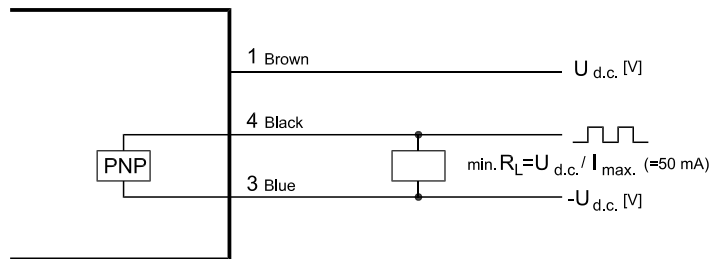 1 Brown
U d.c. [V]
4 Black
PNP
min. RL=U d.c./ I max. (=50 mA)
3 Blue
-U d.c. [V]